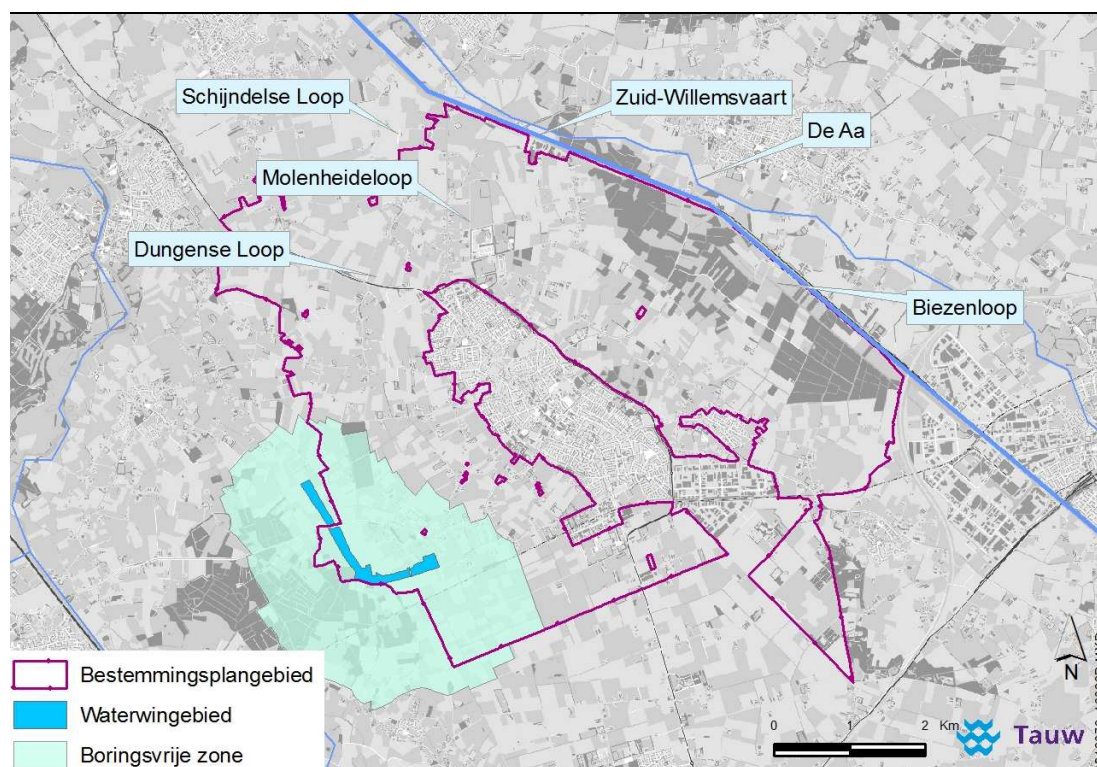 Schijndelse Loop
Zuid-Willemsvaart
De Aa
Molenheideloop
Dungense Loop
Biezenloop
Bestemmingsplangebied
Waterwingebied
Boringsvrije zone
N
0 1 2 Km
Tauw